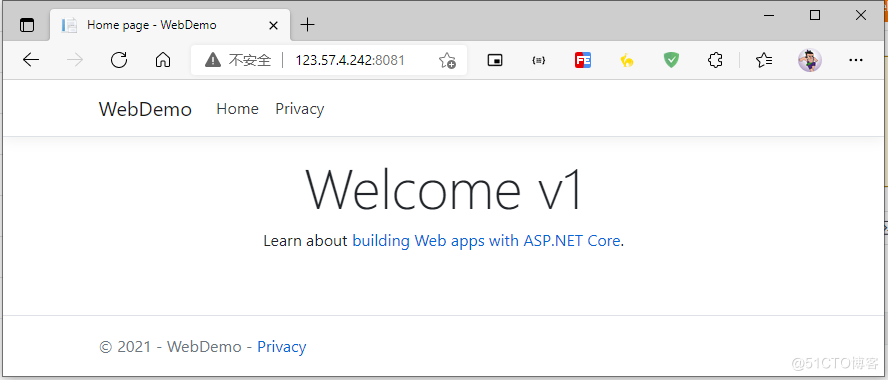 Home page - WebDemo
不安全 | 123.57.4.242:8081
WebDemo Home Privacy
Welcome v1
Learn about building Web apps with ASP.NET Core.
© 2021 - WebDemo - Privacy
@51CTO博客